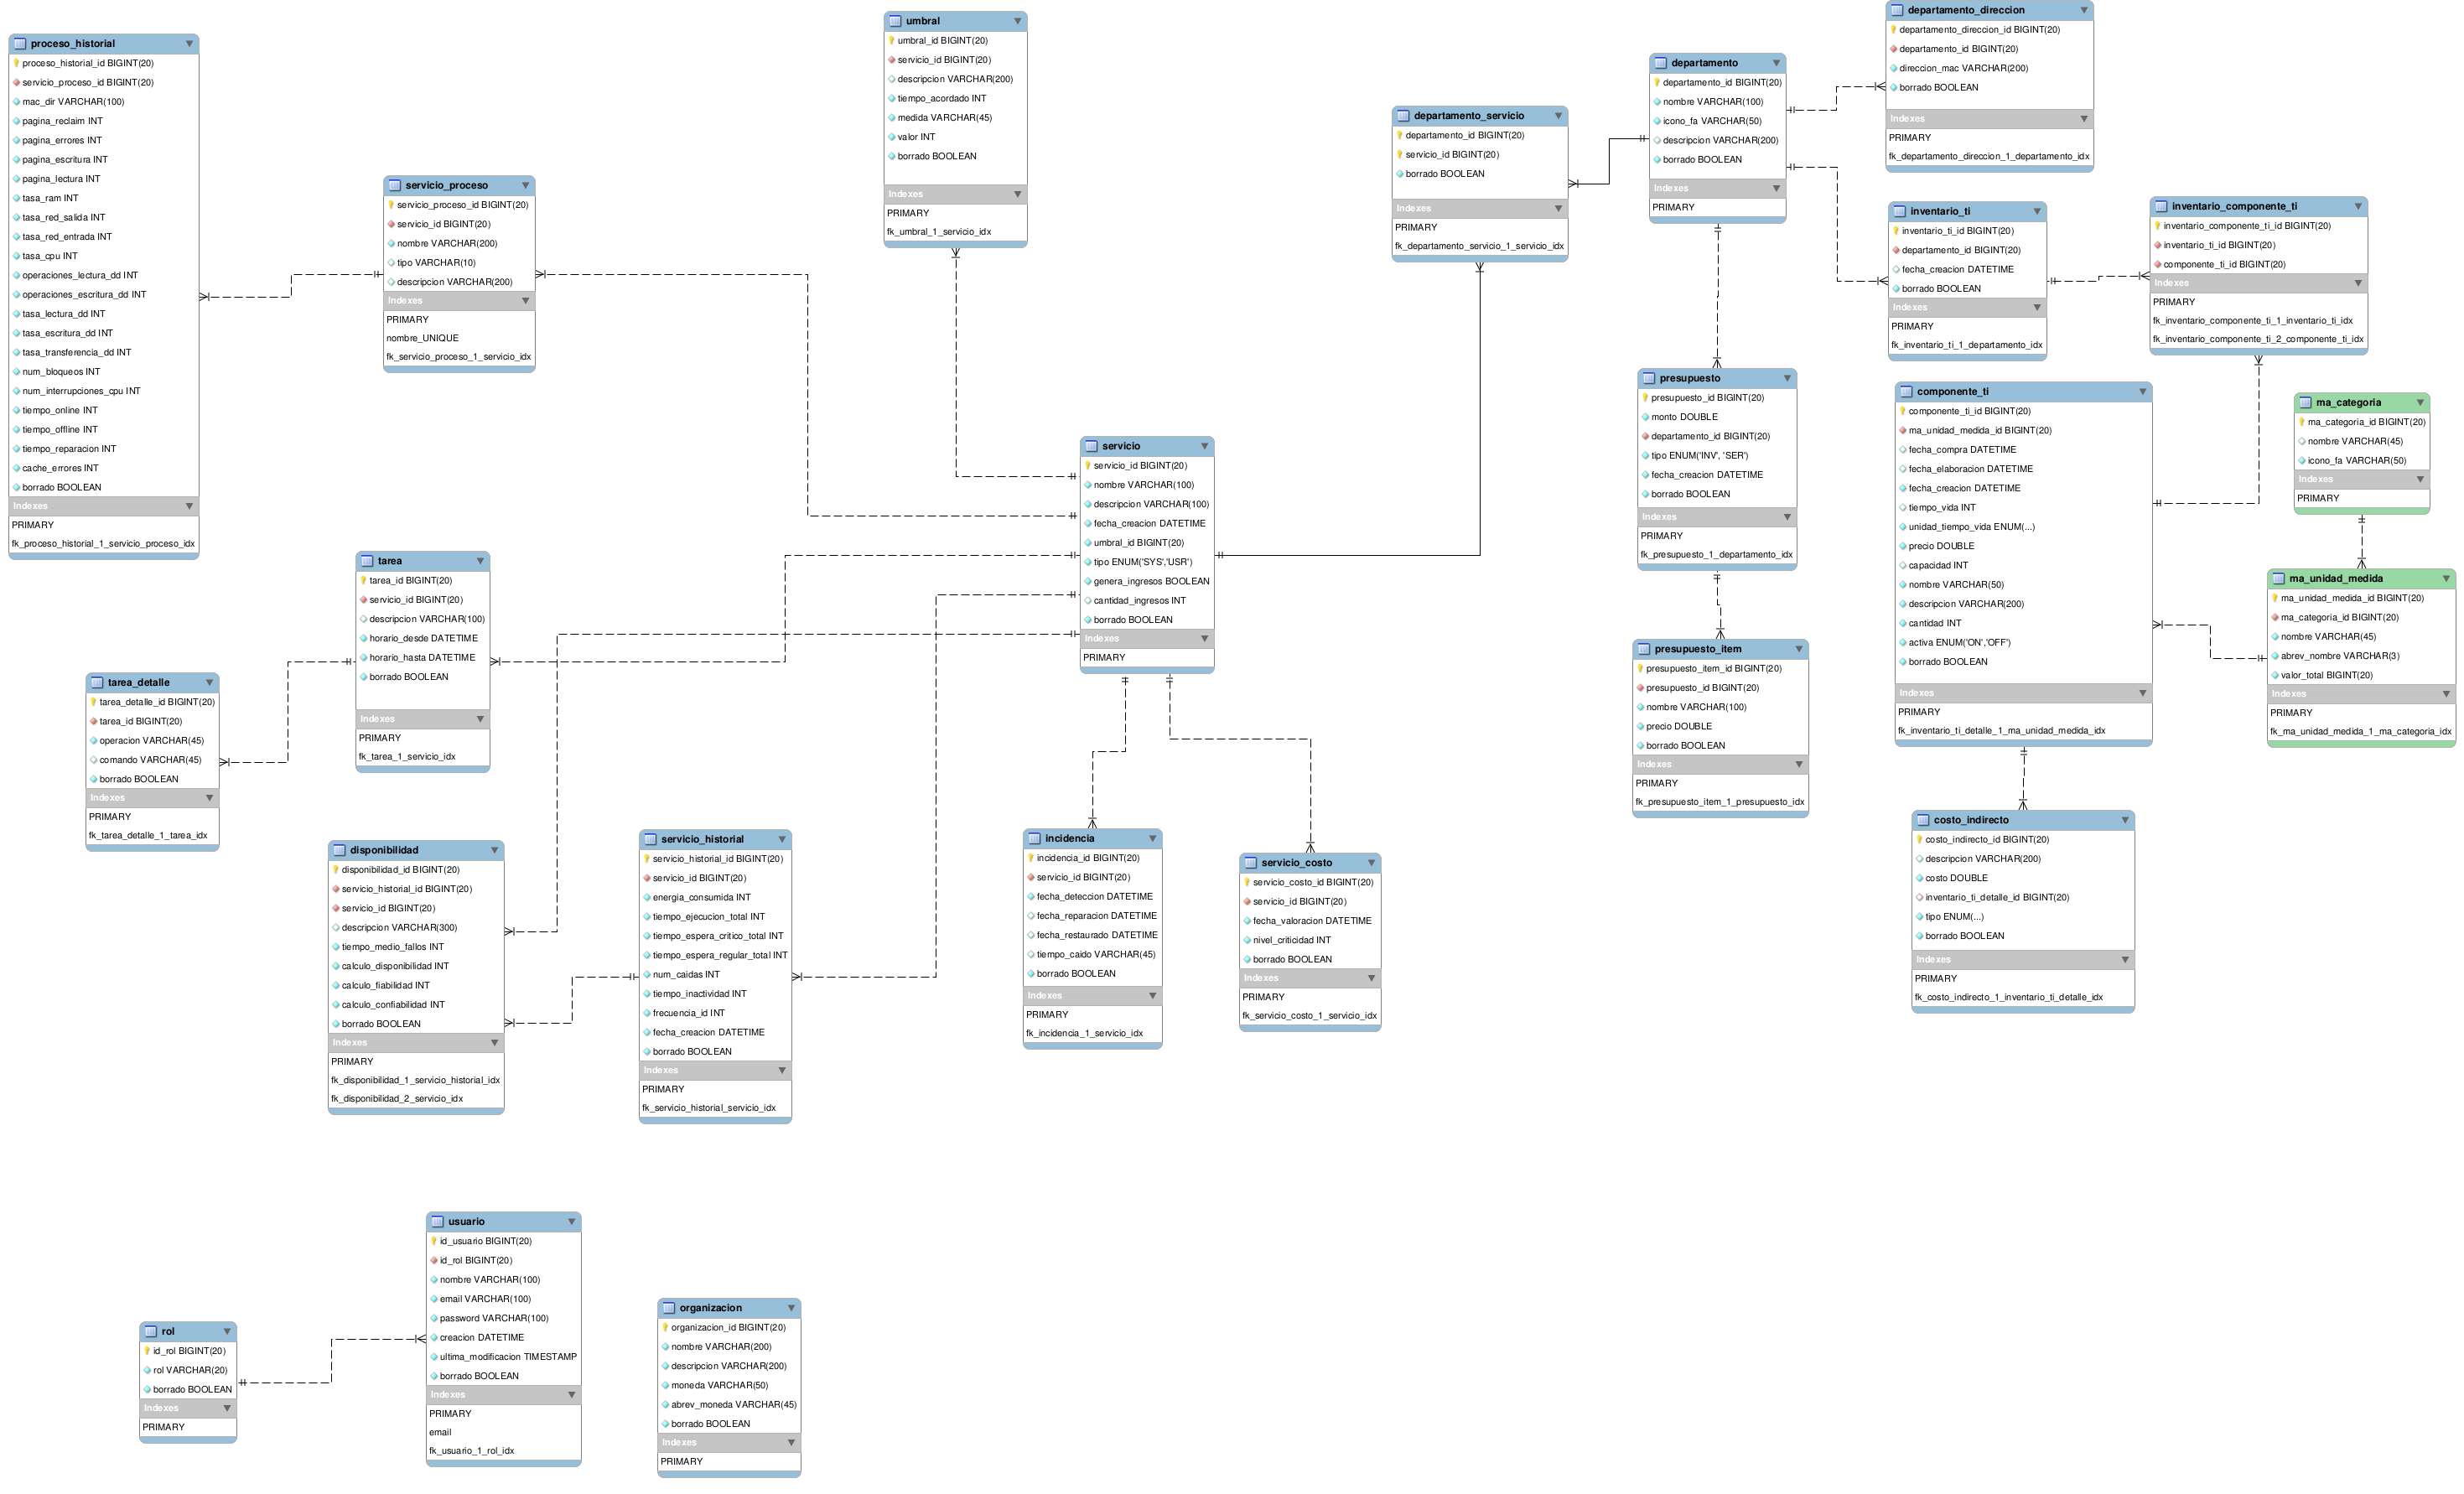 proceso_historial
proceso_historial_id BIGINT(20)
servicio_proceso_id BIGINT(20)
mac_dir VARCHAR(100)
pagina_reclaim INT
pagina_errores INT
pagina_escritura INT
pagina_lectura INT
tasa_ram INT
tasa_red_salida INT
tasa_red_entrada INT
tasa_cpu INT
operaciones_lectura_dd INT
operaciones_escritura_dd INT
tasa_lectura_dd INT
tasa_escritura_dd INT
tasa_transferencia_dd INT
num_bloqueos INT
num_interrupciones_cpu INT
tiempo_online INT
tiempo_offline INT
tiempo_reparacion INT
cache_errores INT
borrado BOOLEAN
Indexes
PRIMARY
fk_proceso_historial_1_servicio_proceso_idx
servicio_proceso
servicio_proceso_id BIGINT(20)
servicio_id BIGINT(20)
nombre VARCHAR(200)
tipo VARCHAR(10)
descripcion VARCHAR(200)
Indexes
PRIMARY
nombre_UNIQUE
fk_servicio_proceso_1_servicio_idx
umbral
umbral_id BIGINT(20)
servicio_id BIGINT(20)
descripcion VARCHAR(200)
tiempo_acordado INT
medida VARCHAR(45)
valor INT
borrado BOOLEAN
Indexes
PRIMARY
fk_umbral_1_servicio_idx
departamento_servicio
departamento_id BIGINT(20)
servicio_id BIGINT(20)
borrado BOOLEAN
Indexes
PRIMARY
fk_departamento_servicio_1_servicio_idx
departamento
departamento_id BIGINT(20)
nombre VARCHAR(100)
icono_fa VARCHAR(50)
descripcion VARCHAR(200)
borrado BOOLEAN
Indexes
PRIMARY
departamento_direccion
departamento_direccion_id BIGINT(20)
departamento_id BIGINT(20)
direccion_mac VARCHAR(200)
borrado BOOLEAN
Indexes
PRIMARY
fk_departamento_direccion_1_departamento_idx
inventario_ti
inventario_ti_id BIGINT(20)
departamento_id BIGINT(20)
fecha_creacion DATETIME
borrado BOOLEAN
Indexes
PRIMARY
fk_inventario_ti_1_departamento_idx
inventario_componente_ti
inventario_componente_ti_id BIGINT(20)
inventario_ti_id BIGINT(20)
componente_ti_id BIGINT(20)
Indexes
PRIMARY
fk_inventario_componente_ti_1_inventario_ti_idx
fk_inventario_componente_ti_2_componente_ti_idx
presupuesto
presupuesto_id BIGINT(20)
monto DOUBLE
departamento_id BIGINT(20)
tipo ENUM('INV', 'SER')
fecha_creacion DATETIME
borrado BOOLEAN
Indexes
PRIMARY
fk_presupuesto_1_departamento_idx
componente_ti
componente_ti_id BIGINT(20)
ma_unidad_medida_id BIGINT(20)
fecha_compra DATETIME
fecha_elaboracion DATETIME
fecha_creacion DATETIME
tiempo_vida INT
unidad_tiempo_vida ENUM(...)
precio DOUBLE
capacidad INT
nombre VARCHAR(50)
descripcion VARCHAR(200)
cantidad INT
activa ENUM('ON','OFF')
borrado BOOLEAN
Indexes
PRIMARY
fk_inventario_ti_detalle_1_ma_unidad_medida_idx
ma_categoria
ma_categoria_id BIGINT(20)
nombre VARCHAR(45)
icono_fa VARCHAR(50)
Indexes
PRIMARY
ma_unidad_medida
ma_unidad_medida_id BIGINT(20)
ma_categoria_id BIGINT(20)
nombre VARCHAR(45)
abrev_nombre VARCHAR(3)
valor_total BIGINT(20)
Indexes
PRIMARY
fk_ma_unidad_medida_1_ma_categoria_idx
servicio
servicio_id BIGINT(20)
nombre VARCHAR(100)
descripcion VARCHAR(100)
fecha_creacion DATETIME
umbral_id BIGINT(20)
tipo ENUM('SYS','USR')
genera_ingresos BOOLEAN
cantidad_ingresos INT
borrado BOOLEAN
Indexes
PRIMARY
tarea
tarea_id BIGINT(20)
servicio_id BIGINT(20)
descripcion VARCHAR(100)
horario_desde DATETIME
horario_hasta DATETIME
borrado BOOLEAN
Indexes
PRIMARY
fk_tarea_1_servicio_idx
tarea_detalle
tarea_detalle_id BIGINT(20)
tarea_id BIGINT(20)
operacion VARCHAR(45)
comando VARCHAR(45)
borrado BOOLEAN
Indexes
PRIMARY
fk_tarea_detalle_1_tarea_idx
presupuesto_item
presupuesto_item_id BIGINT(20)
presupuesto_id BIGINT(20)
nombre VARCHAR(100)
precio DOUBLE
borrado BOOLEAN
Indexes
PRIMARY
fk_presupuesto_item_1_presupuesto_idx
disponibilidad
disponibilidad_id BIGINT(20)
servicio_historial_id BIGINT(20)
servicio_id BIGINT(20)
descripcion VARCHAR(300)
tiempo_medio_fallos INT
calculo_disponibilidad INT
calculo_fiabilidad INT
calculo_confiabilidad INT
borrado BOOLEAN
Indexes
PRIMARY
fk_disponibilidad_1_servicio_historial_idx
fk_disponibilidad_2_servicio_idx
servicio_historial
servicio_historial_id BIGINT(20)
servicio_id BIGINT(20)
energia_consumida INT
tiempo_ejecucion_total INT
tiempo_espera_critico_total INT
tiempo_espera_regular_total INT
num_caidas INT
tiempo_inactividad INT
frecuencia_id INT
fecha_creacion DATETIME
borrado BOOLEAN
Indexes
PRIMARY
fk_servicio_historial_servicio_idx
incidencia
incidencia_id BIGINT(20)
servicio_id BIGINT(20)
fecha_deteccion DATETIME
fecha_reparacion DATETIME
fecha_restaurado DATETIME
tiempo_caido VARCHAR(45)
borrado BOOLEAN
Indexes
PRIMARY
fk_incidencia_1_servicio_idx
servicio_costo
servicio_costo_id BIGINT(20)
servicio_id BIGINT(20)
fecha_valoracion DATETIME
nivel_criticidad INT
borrado BOOLEAN
Indexes
PRIMARY
fk_servicio_costo_1_servicio_idx
costo_indirecto
costo_indirecto_id BIGINT(20)
descripcion VARCHAR(200)
costo DOUBLE
inventario_ti_detalle_id BIGINT(20)
tipo ENUM(...)
borrado BOOLEAN
Indexes
PRIMARY
fk_costo_indirecto_1_inventario_ti_detalle_idx
rol
id_rol BIGINT(20)
rol VARCHAR(20)
borrado BOOLEAN
Indexes
PRIMARY
usuario
id_usuario BIGINT(20)
id_rol BIGINT(20)
nombre VARCHAR(100)
email VARCHAR(100)
password VARCHAR(100)
creacion DATETIME
ultima_modificacion TIMESTAMP
borrado BOOLEAN
Indexes
PRIMARY
email
fk_usuario_1_rol_idx
organizacion
organizacion_id BIGINT(20)
nombre VARCHAR(200)
descripcion VARCHAR(200)
moneda VARCHAR(50)
abrev_moneda VARCHAR(45)
borrado BOOLEAN
Indexes
PRIMARY